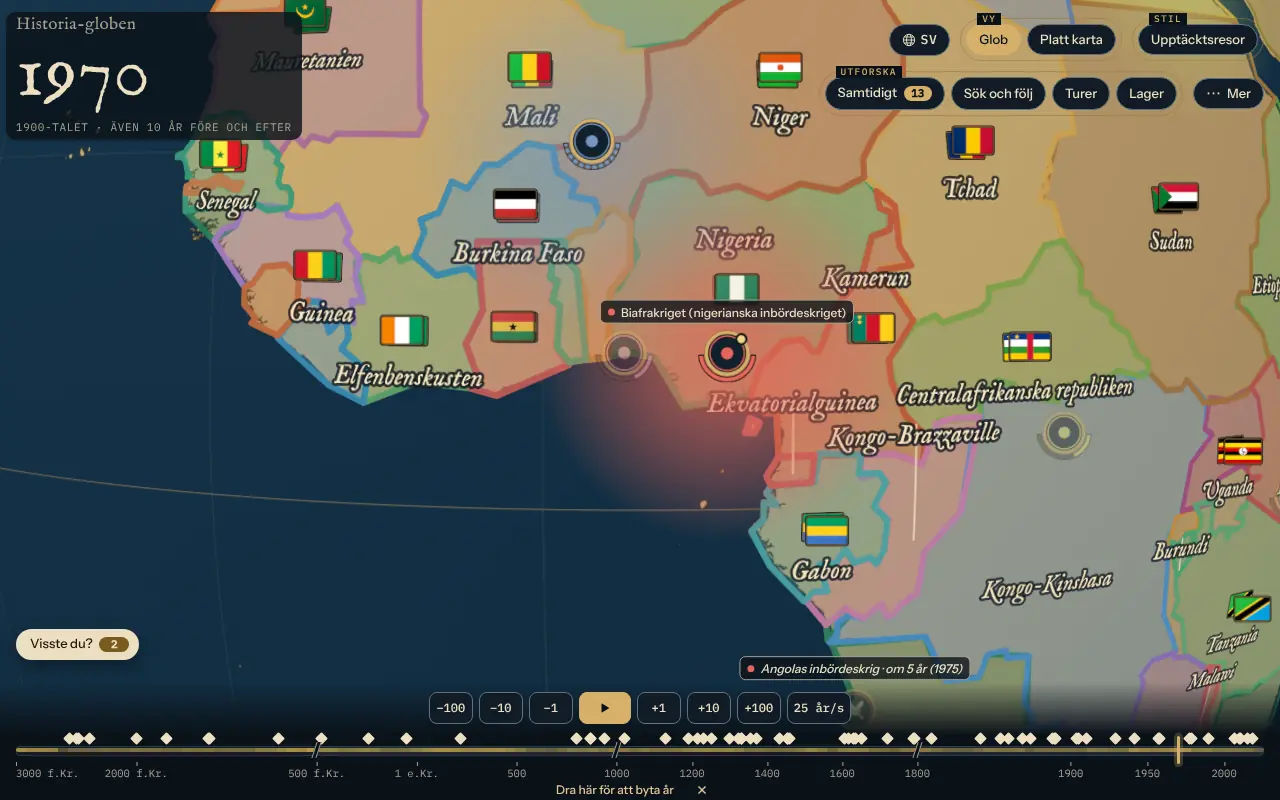 Historia-globen
1970
1900-TALET · ÄVEN 10 ÅR FÖRE OCH EFTER
SV
VY
Glob
Platt karta
STIL
Upptäcktsresor
UTFORSKA
Samtidigt 13
Sök och följ
Turer
Lager
··· Mer
Mauretanien
Mali
Niger
Tchad
Sudan
Senegal
Burkina Faso
Nigeria
Kamerun
Etiop
Guinea
Biafrakriget (nigerianska inbördeskriget)
Elfenbenskusten
Ekvatorialguinea
Centralafrikanska republiken
Kongo-Brazzaville
Uganda
Burundi
Gabon
Kongo-Kinshasa
Tanzania
Malawi
Visste du? 2
Angolas inbördeskrig · om 5 år (1975)
−100
−10
−1
+1
+10
+100
25 år/s
3000 f.Kr.
2000 f.Kr.
500 f.Kr.
1 e.Kr.
500
1000
1200
1400
1600
1800
1900
1950
2000
Dra här för att byta år ✕